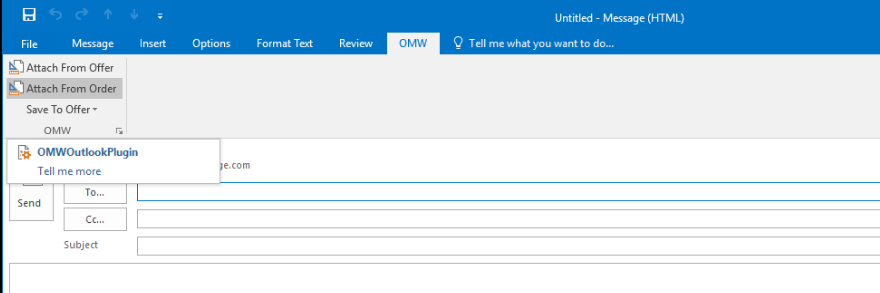 Untitled - Message (HTML)
File Message Insert Options Format Text Review OMW Tell me what you want to do...
Attach From Offer
Attach From Order
Save To Offer
OMW
OMWOutlookPlugin
Tell me more
ge.com
Send
To...
Cc...
Subject